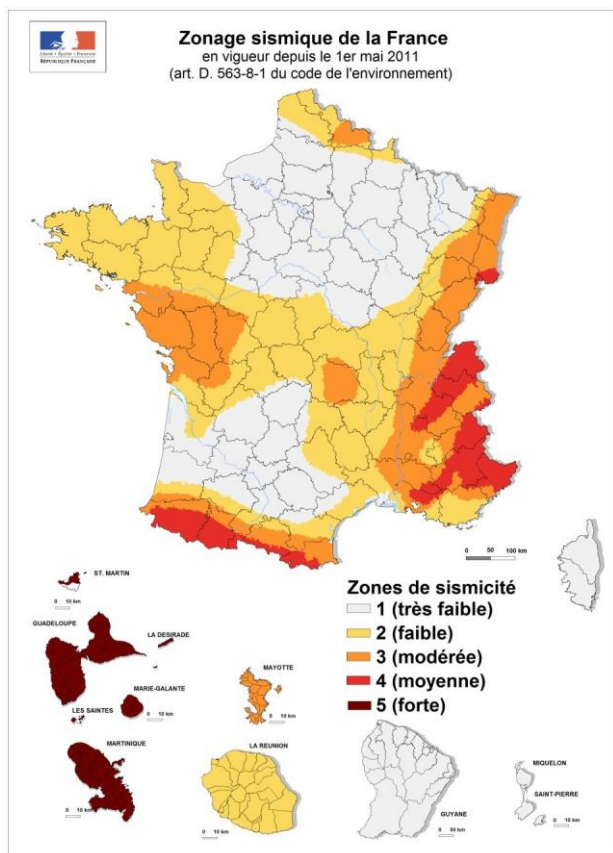 Liberté • Égalité • Fraternité
RÉPUBLIQUE FRANÇAISE
Zonage sismique de la France
en vigueur depuis le 1er mai 2011
(art. D. 563-8-1 du code de l'environnement)
0 50 100 km
ST. MARTIN
0 10 km
GUADELOUPE
LA DESIRADE
MARIE-GALANTE
LES SAINTES
0 10 km
MARTINIQUE
0 10 km
MAYOTTE
0 10 km
LA REUNION
0 10 km
Zones de sismicité
1 (très faible)
2 (faible)
3 (modérée)
4 (moyenne)
5 (forte)
GUYANE
0 50 km
MIQUELON
SAINT-PIERRE
0 10 km